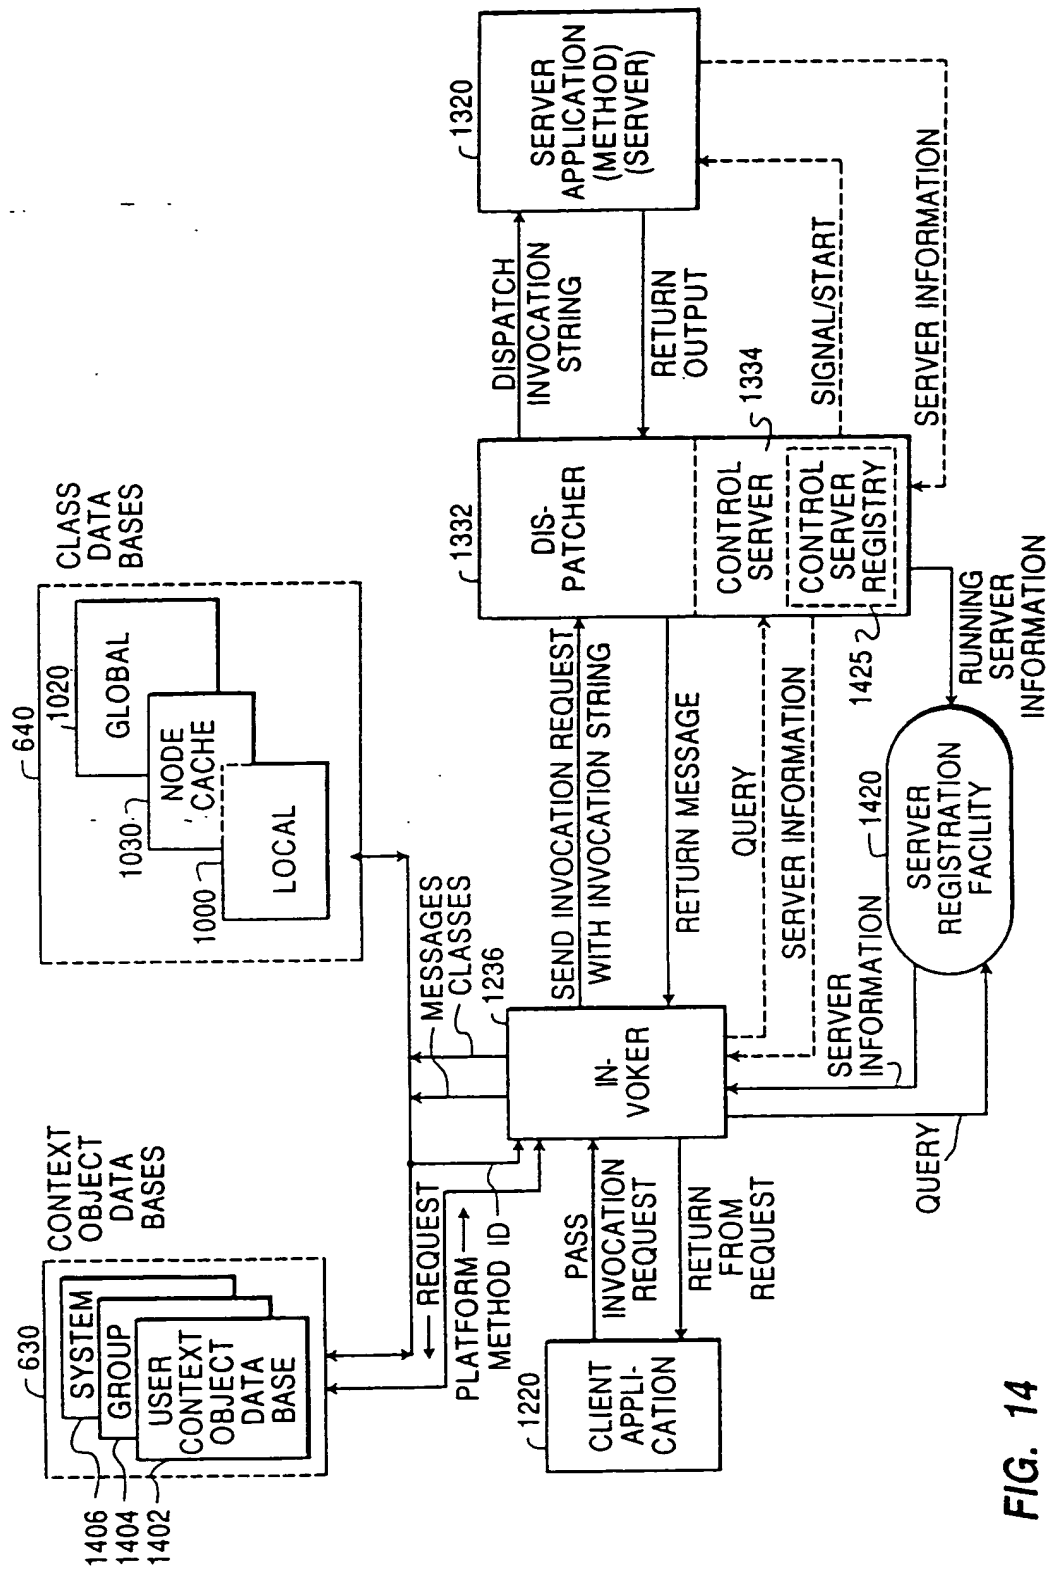 CONTEXT
OBJECT
DATA
BASES
630
SYSTEM
GROUP
USER
CONTEXT
OBJECT
DATA
BASE
1406
1404
1402
CLASS
DATA
BASES
640
1020
GLOBAL
1030
NODE
CACHE
1000
LOCAL
MESSAGES
CLASSES
REQUEST
PLATFORM
METHOD ID
1220
CLIENT
APPLI-
CATION
PASS
INVOCATION
REQUEST
RETURN
FROM
REQUEST
1236
IN-
VOKER
SEND INVOCATION REQUEST
WITH INVOCATION STRING
RETURN MESSAGE
QUERY
SERVER INFORMATION
1332
DIS-
PATCHER
CONTROL
SERVER
1334
CONTROL
SERVER
REGISTRY
1425
DISPATCH
INVOCATION
STRING
RETURN
OUTPUT
SIGNAL/START
SERVER INFORMATION
1320
SERVER
APPLICATION
(METHOD)
(SERVER)
SERVER
INFORMATION
QUERY
1420
SERVER
REGISTRATION
FACILITY
RUNNING
SERVER
INFORMATION
FIG. 14